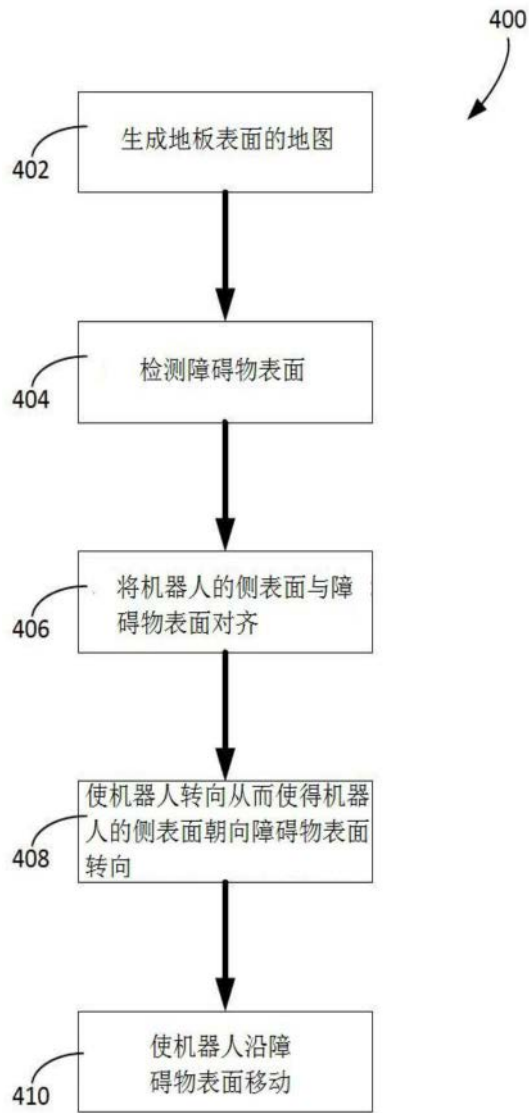 400
402
生成地板表面的地图
404
检测障碍物表面
406
将机器人的侧表面与障
碍物表面对齐
408
使机器人转向从而使得机器
人的侧表面朝向障碍物表面
转向
410
使机器人沿障
碍物表面移动